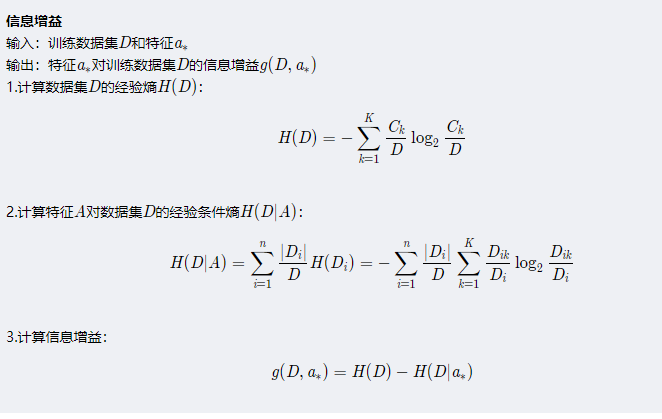 信息增益
输入：训练数据集$D$和特征$a_*$
输出：特征$a_*$对训练数据集$D$的信息增益$g(D, a_*)$
1.计算数据集$D$的经验熵$H(D)$：
$H(D) = -\sum_{k=1}^{K} \frac{C_k}{D} \log_2 \frac{C_k}{D}$
2.计算特征$A$对数据集$D$的经验条件熵$H(D|A)$：
$H(D|A) = \sum_{i=1}^{n} \frac{|D_i|}{D} H(D_i) = -\sum_{i=1}^{n} \frac{|D_i|}{D} \sum_{k=1}^{K} \frac{D_{ik}}{D_i} \log_2 \frac{D_{ik}}{D_i}$
3.计算信息增益：
$g(D, a_*) = H(D) - H(D|a_*)$